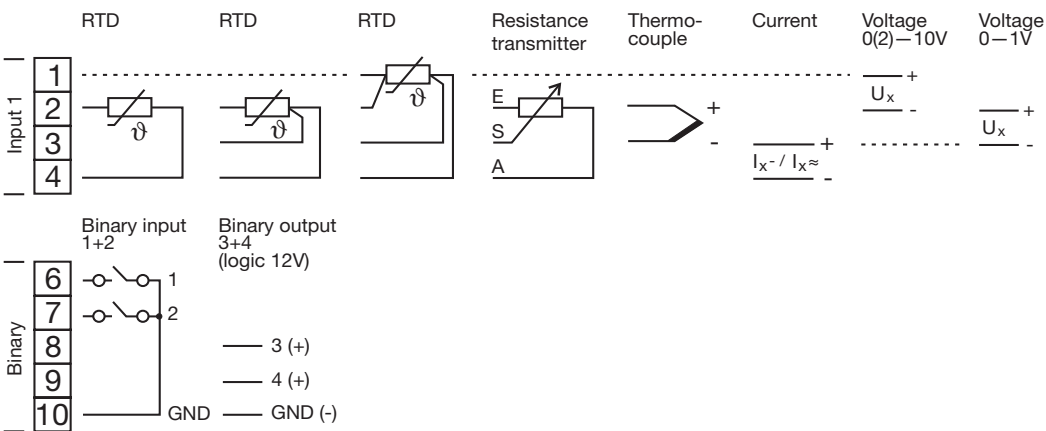 RTD
RTD
RTD
Resistance
transmitter
Thermo-
couple
Current
Voltage
0(2)—10V
Voltage
0—1V
Input 1
1
2
3
4
ϑ
ϑ
ϑ
E
S
A
+
-
+
Ix- / Ix≈
-
+
Ux
-
+
Ux
-
Binary input
1+2
Binary output
3+4
(logic 12V)
Binary
6
7
8
9
10
1
2
GND
3 (+)
4 (+)
GND (-)